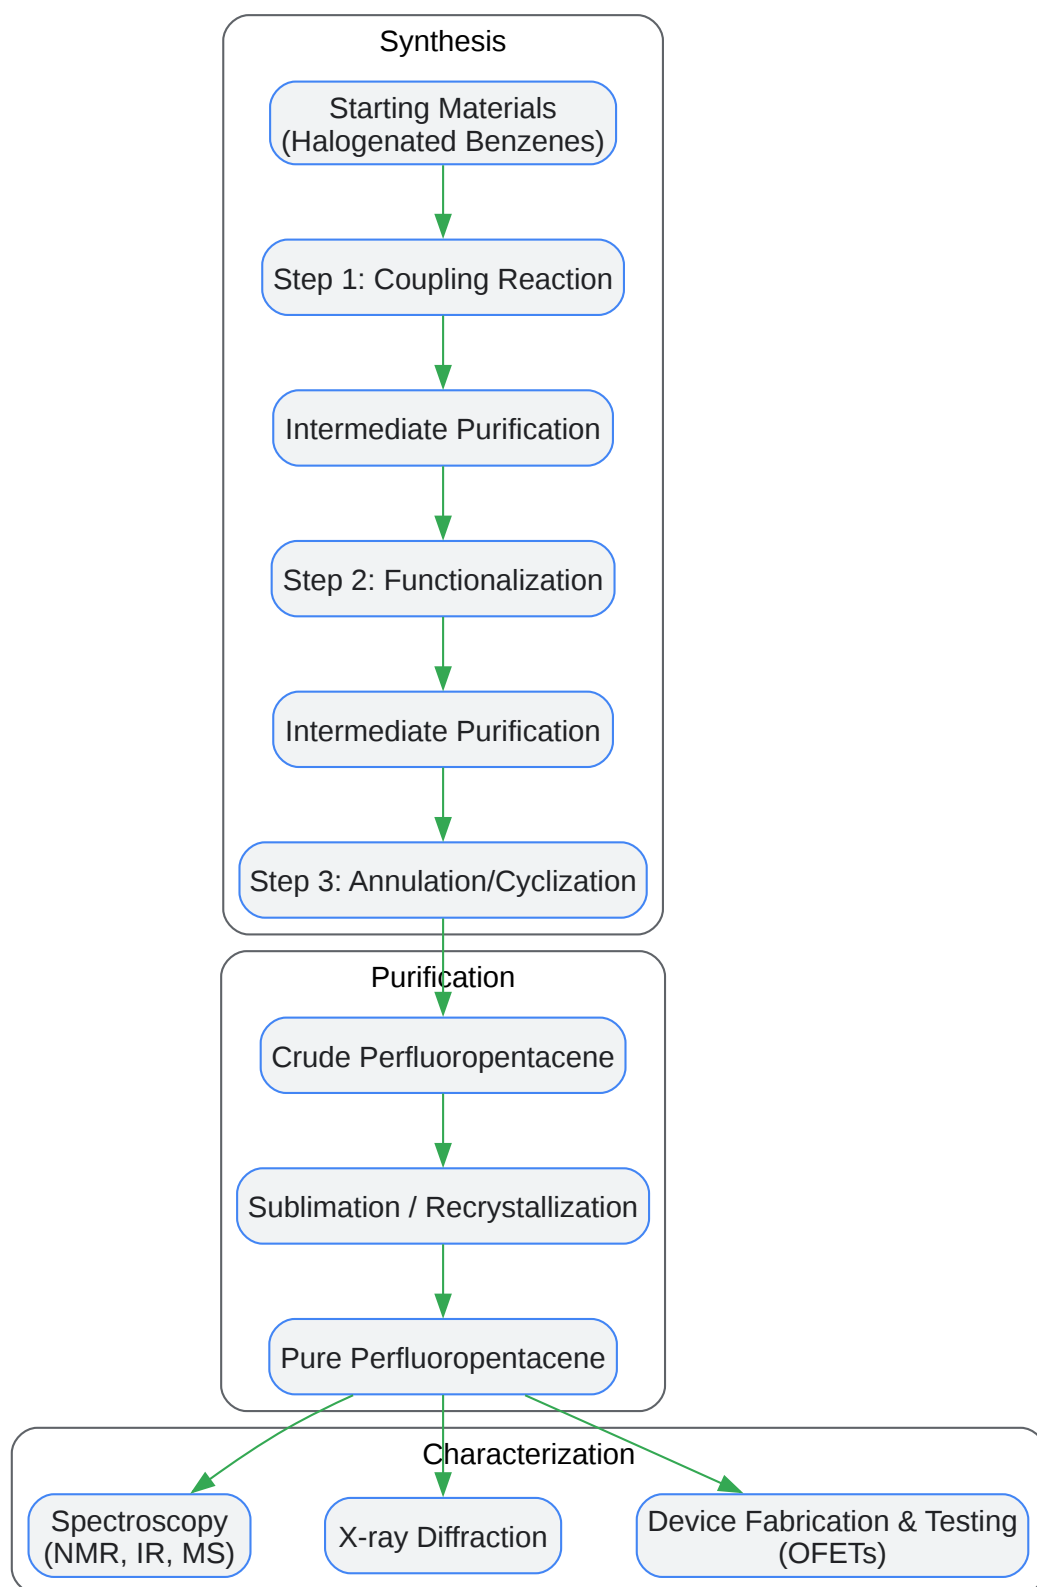 Synthesis
Starting Materials
(Halogenated Benzenes)
Step 1: Coupling Reaction
Intermediate Purification
Step 2: Functionalization
Intermediate Purification
Step 3: Annulation/Cyclization
Purification
Crude Perfluoropentacene
Sublimation / Recrystallization
Pure Perfluoropentacene
Characterization
Spectroscopy
(NMR, IR, MS)
X-ray Diffraction
Device Fabrication & Testing
(OFETs)